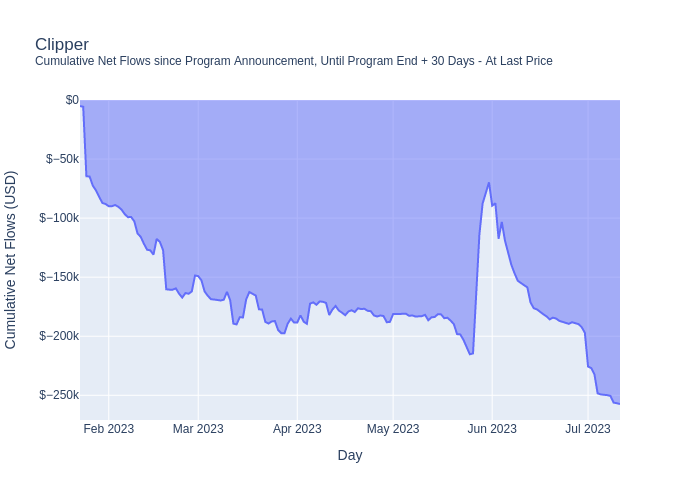 Clipper
Cumulative Net Flows since Program Announcement, Until Program End + 30 Days - At Last Price
$0
$−50k
$−100k
$−150k
$−200k
$−250k
Cumulative Net Flows (USD)
Feb 2023
Mar 2023
Apr 2023
May 2023
Jun 2023
Jul 2023
Day